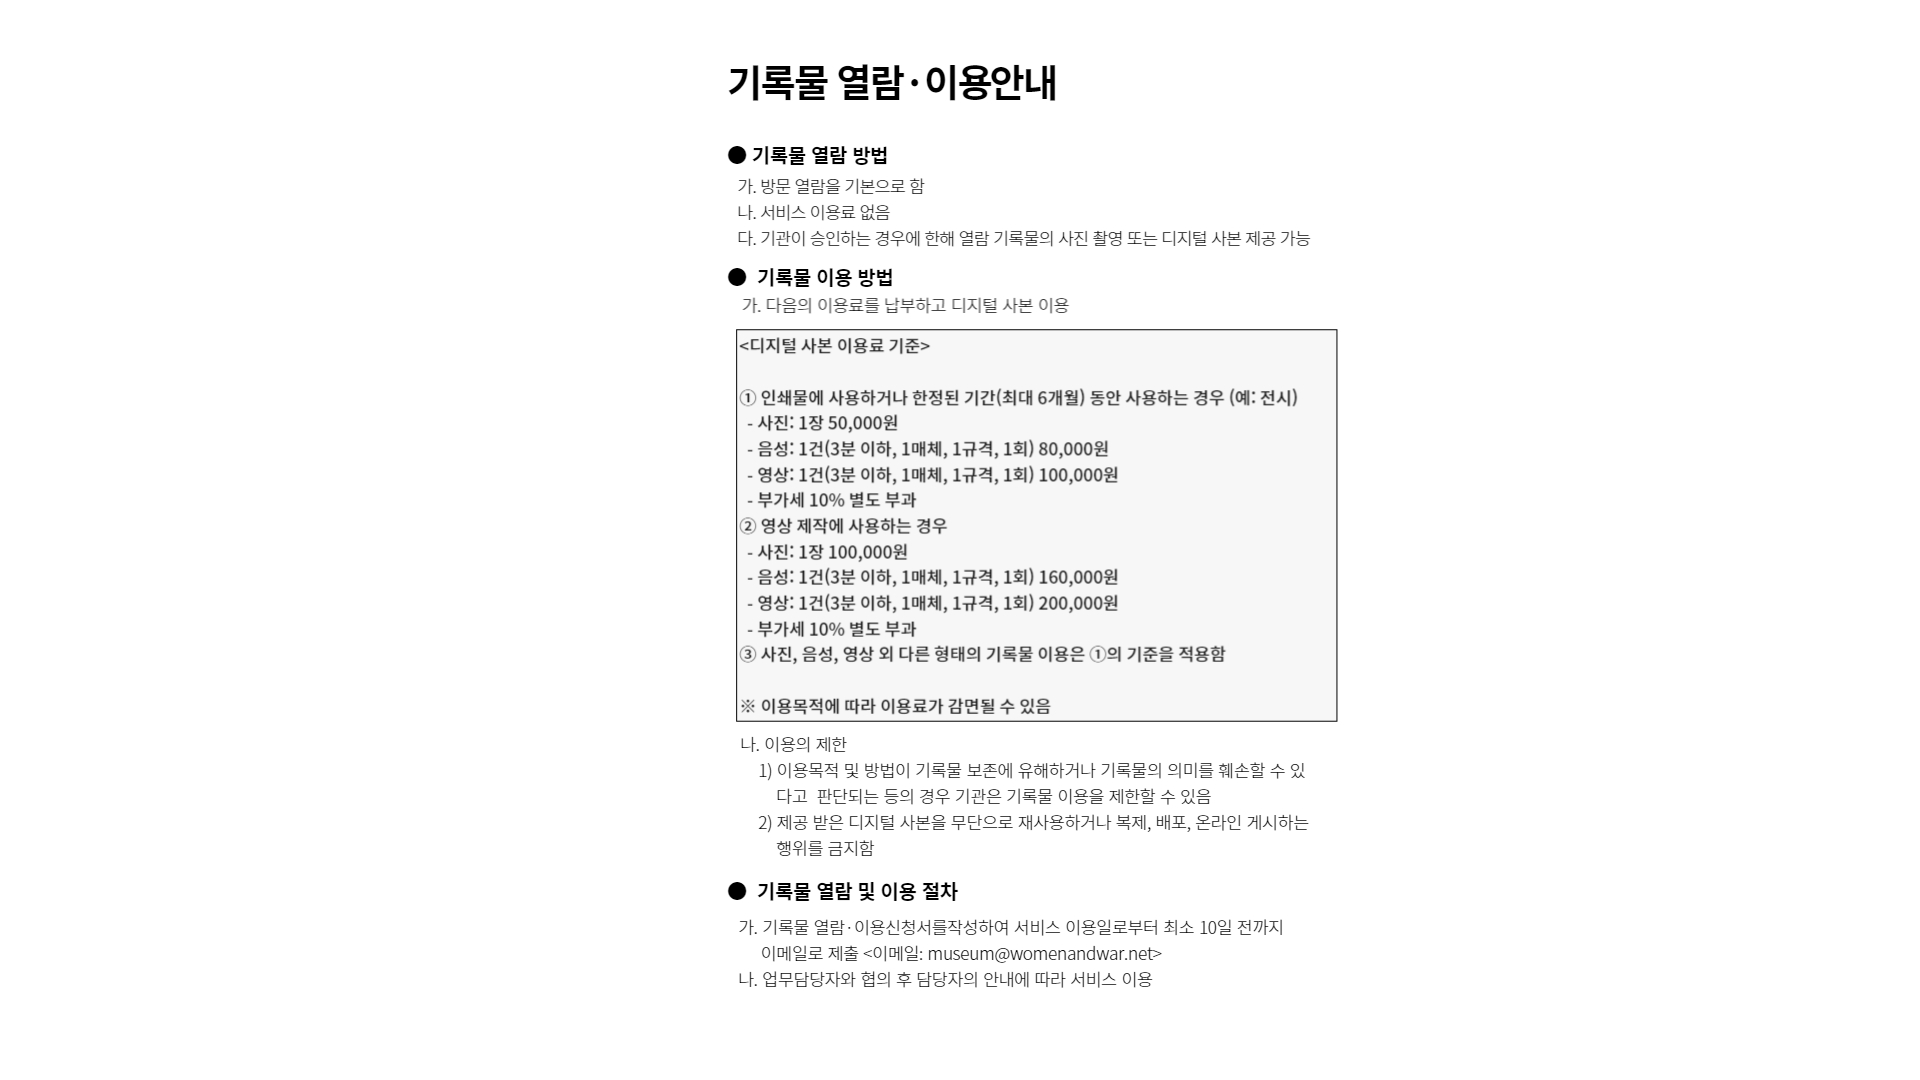 기록물 열람·이용안내
● 기록물 열람 방법
가. 방문 열람을 기본으로 함
나. 서비스 이용료 없음
다. 기관이 승인하는 경우에 한해 열람 기록물의 사진 촬영 또는 디지털 사본 제공 가능
● 기록물 이용 방법
가. 다음의 이용료를 납부하고 디지털 사본 이용
<디지털 사본 이용료 기준>
① 인쇄물에 사용하거나 한정된 기간(최대 6개월) 동안 사용하는 경우 (예: 전시)
- 사진: 1장 50,000원
- 음성: 1건(3분 이하, 1매체, 1규격, 1회) 80,000원
- 영상: 1건(3분 이하, 1매체, 1규격, 1회) 100,000원
- 부가세 10% 별도 부과
② 영상 제작에 사용하는 경우
- 사진: 1장 100,000원
- 음성: 1건(3분 이하, 1매체, 1규격, 1회) 160,000원
- 영상: 1건(3분 이하, 1매체, 1규격, 1회) 200,000원
- 부가세 10% 별도 부과
③ 사진, 음성, 영상 외 다른 형태의 기록물 이용은 ①의 기준을 적용함
※ 이용목적에 따라 이용료가 감면될 수 있음
나. 이용의 제한
1) 이용목적 및 방법이 기록물 보존에 유해하거나 기록물의 의미를 훼손할 수 있
다고 판단되는 등의 경우 기관은 기록물 이용을 제한할 수 있음
2) 제공 받은 디지털 사본을 무단으로 재사용하거나 복제, 배포, 온라인 게시하는
행위를 금지함
● 기록물 열람 및 이용 절차
가. 기록물 열람·이용신청서를작성하여 서비스 이용일로부터 최소 10일 전까지
이메일로 제출 <이메일: museum@womenandwar.net>
나. 업무담당자와 협의 후 담당자의 안내에 따라 서비스 이용